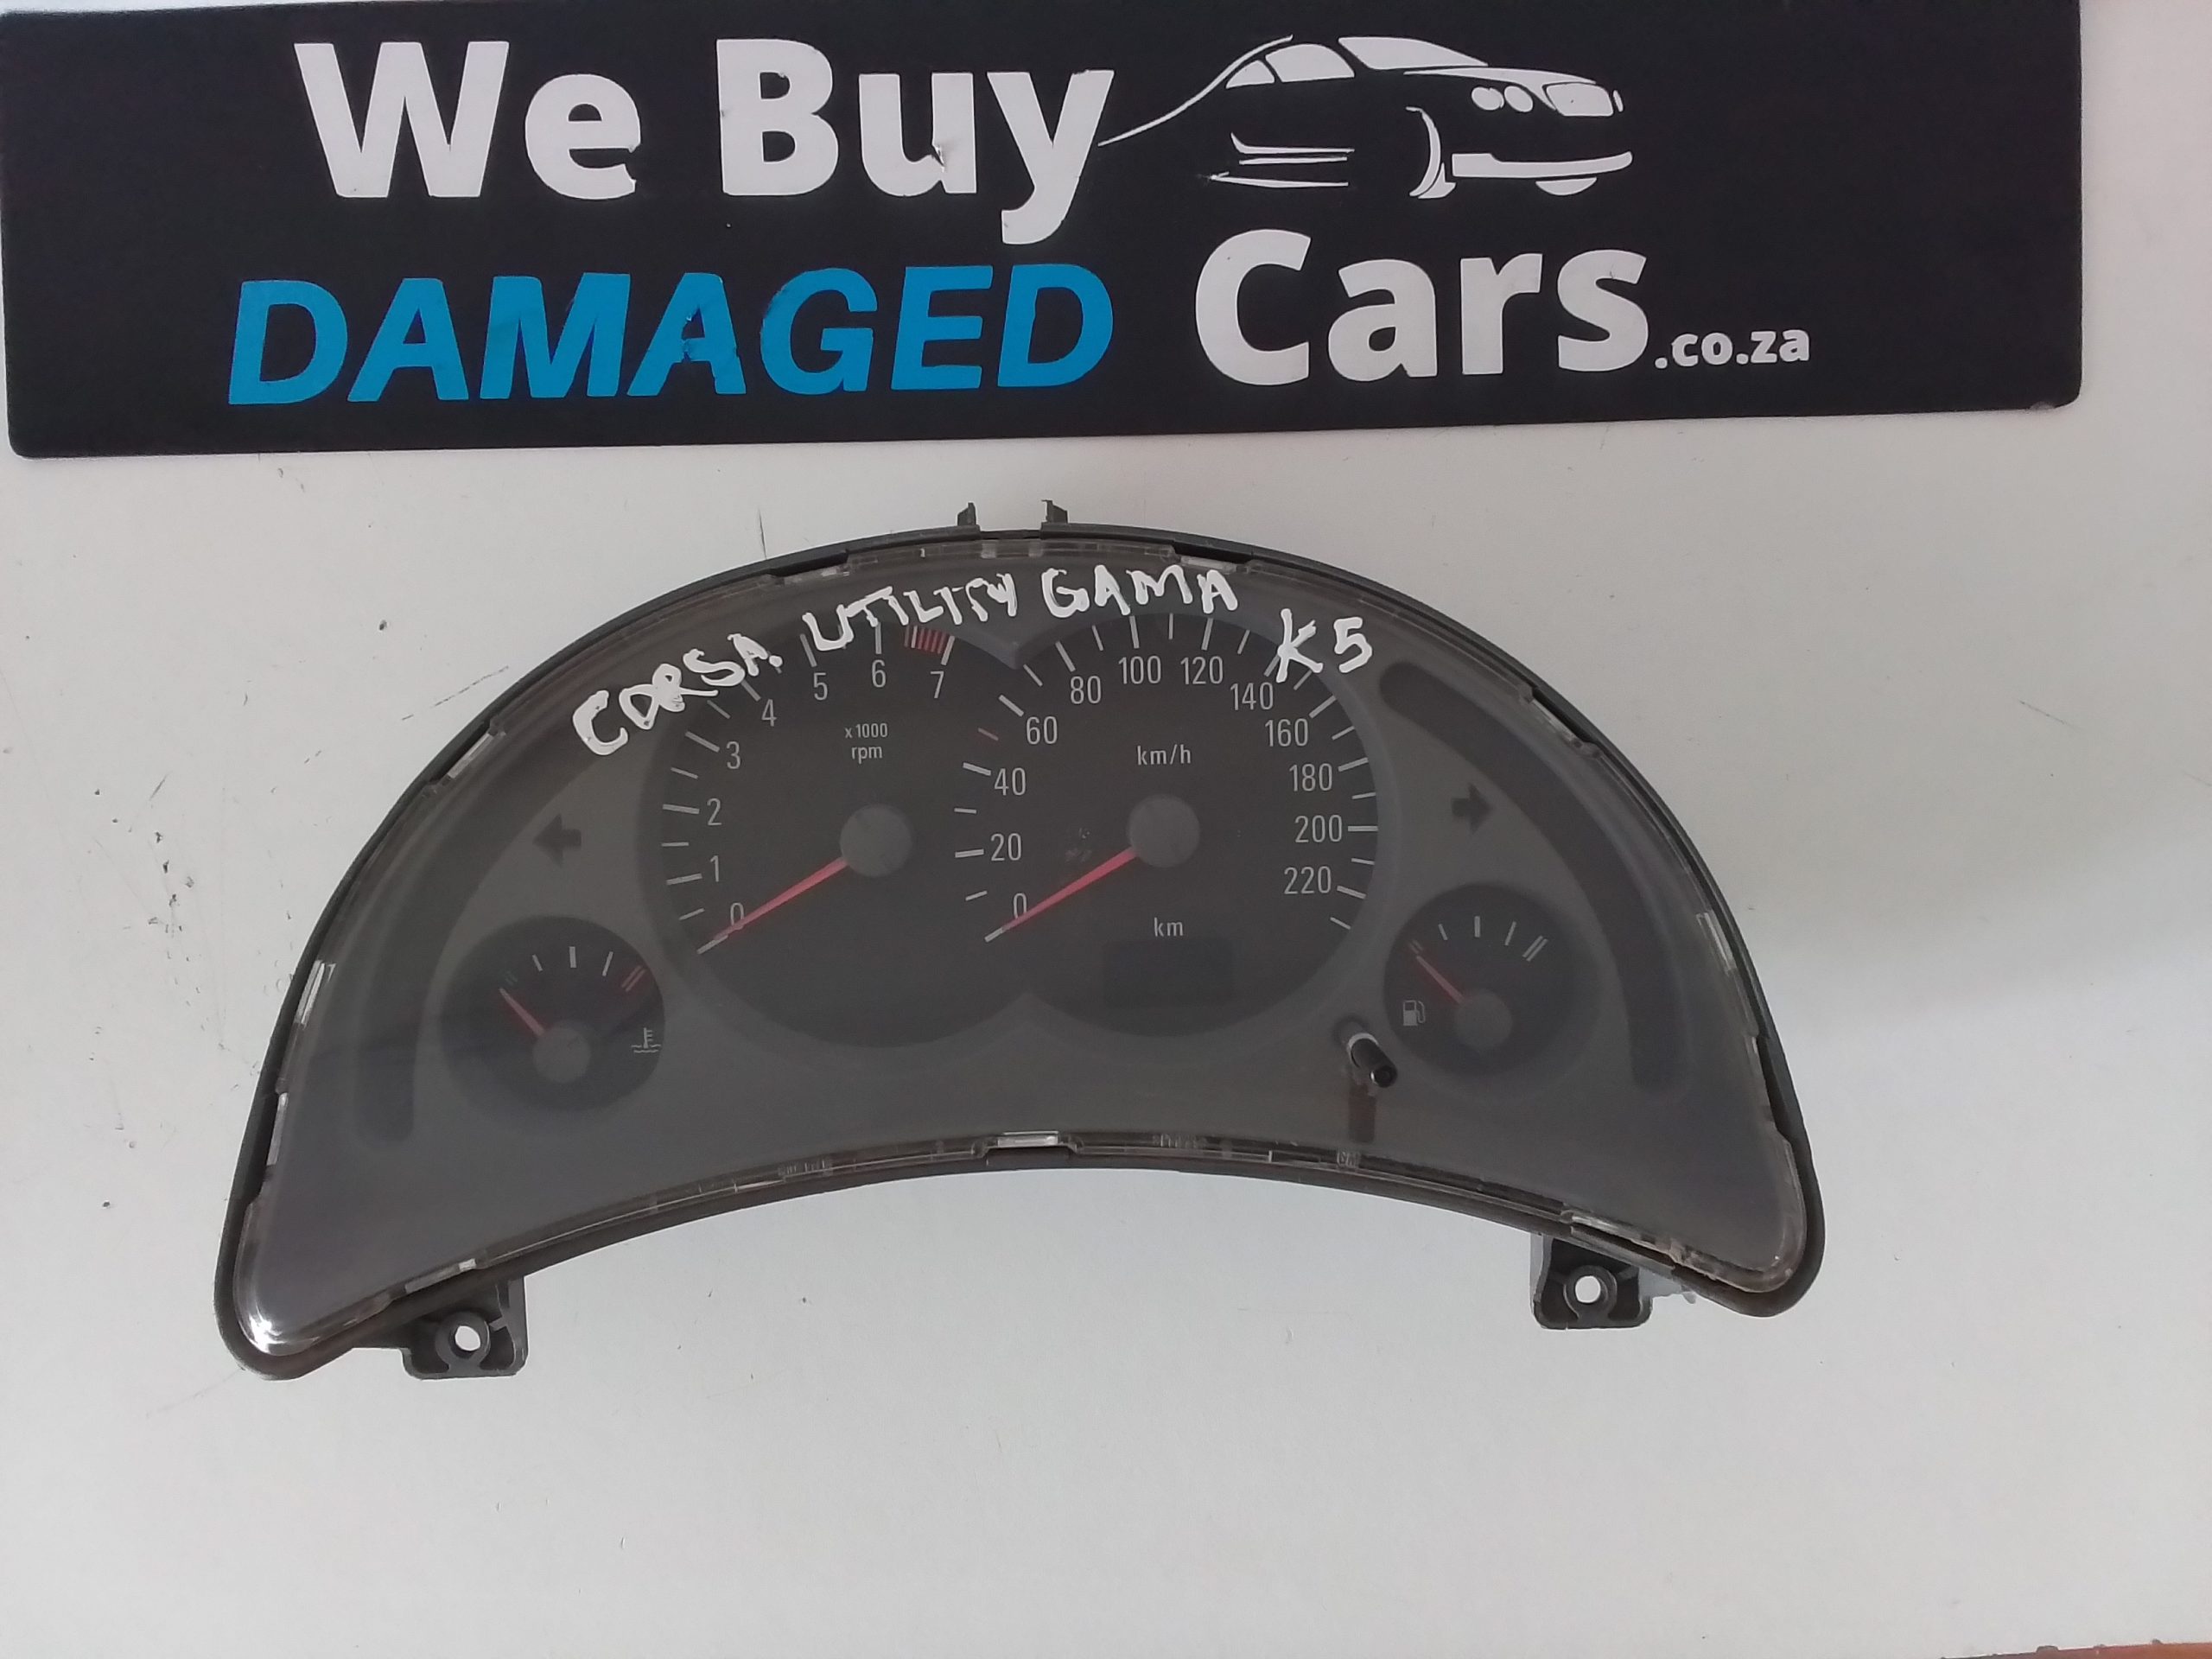 We Buy
DAMAGED Cars.co.za
CORSA. UTILITY GAMA K5
0 1 2 3 4 5 6 7
x1000
rpm
0 20 40 60 80 100 120 140 160 180 200 220
km/h
km